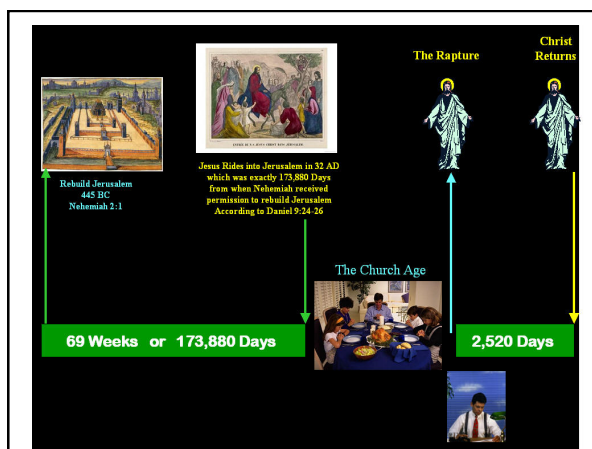 Christ
Returns
The Rapture
Rebuild Jerusalem
445 BC
Nehemiah 2:1
Jesus Rides into Jerusalem in 32 AD
which was exactly 173,880 Days
from when Nehemiah received
permission to rebuild Jerusalem
According to Daniel 9:24-26
The Church Age
69 Weeks or 173,880 Days
2,520 Days